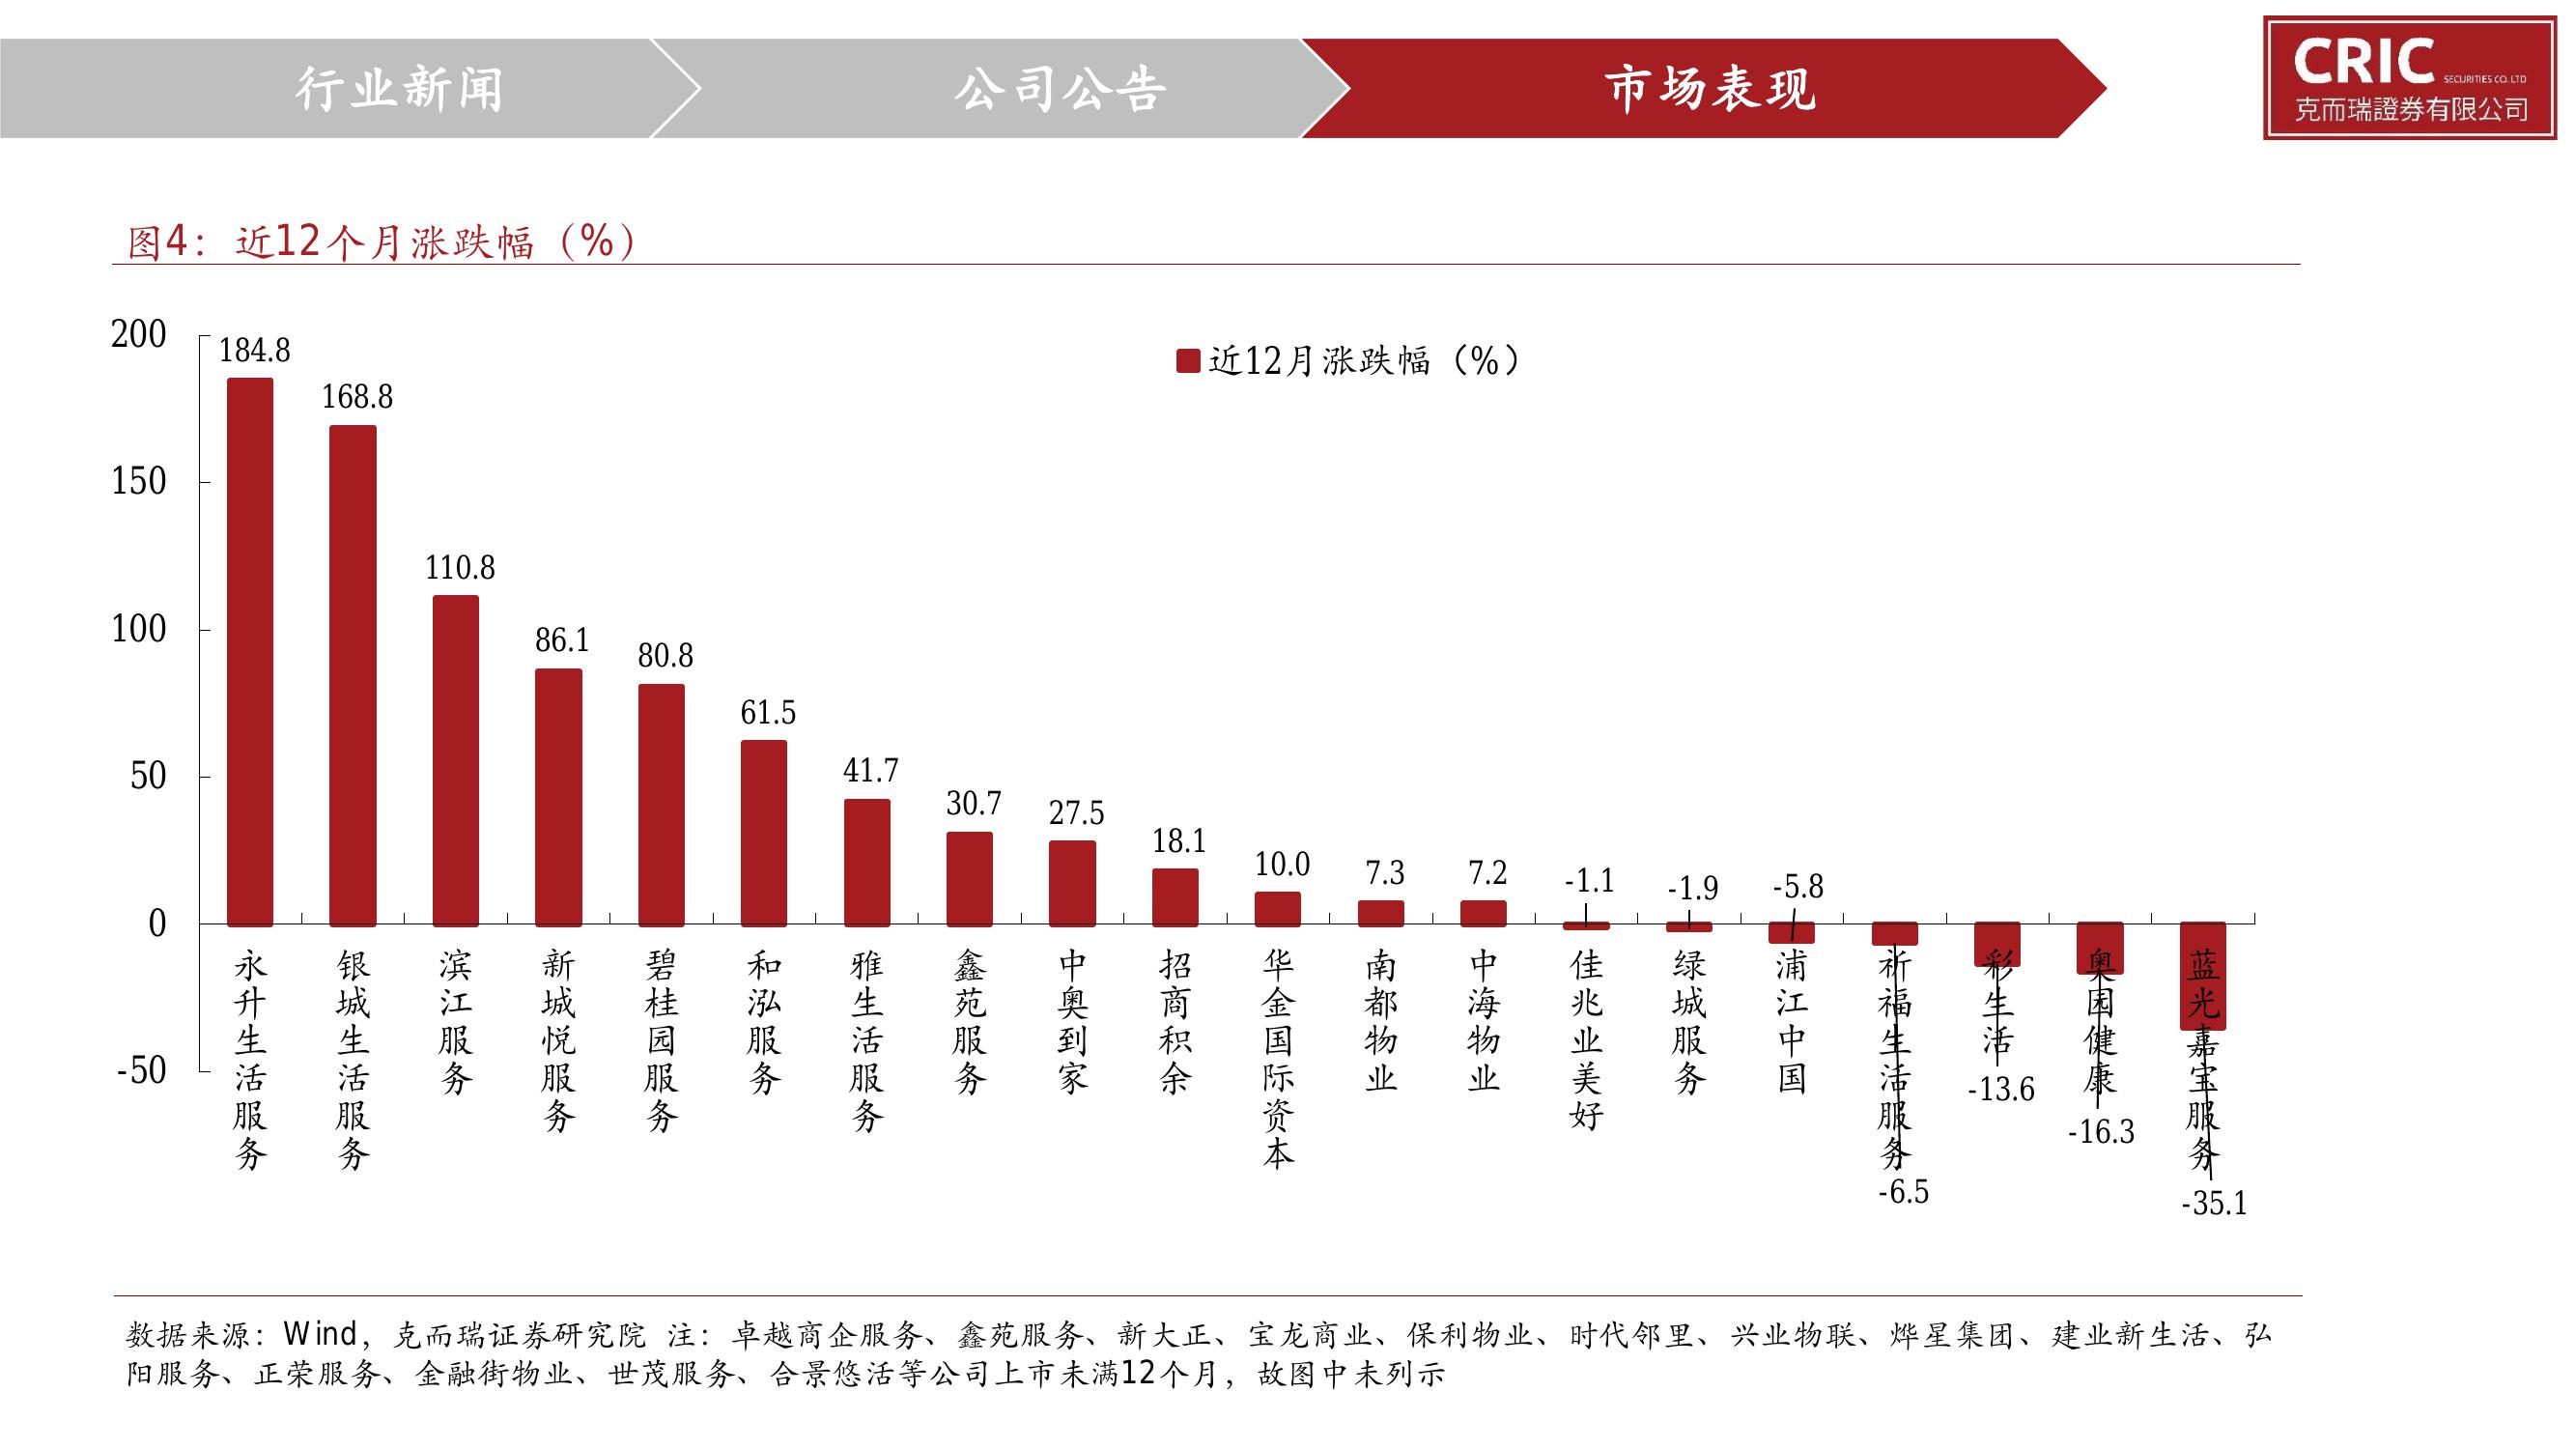 行业新闻
公司公告
市场表现
CRIC
SECURITIES CO. LTD
克而瑞證券有限公司
图4：近12个月涨跌幅（%）
近12月涨跌幅（%）
200
150
100
50
0
-50
184.8
168.8
110.8
86.1
80.8
61.5
41.7
30.7
27.5
18.1
10.0
7.3
7.2
-1.1
-1.9
-5.8
-6.5
-13.6
-16.3
-35.1
永升生活服务
银城生活服务
滨江服务
新城悦服务
碧桂园服务
和泓服务
雅生活服务
鑫苑服务
中奥到家
招商积余
华金国际资本
南都物业
中海物业
佳兆业美好
绿城服务
浦江中国
祈福生活服务
彩生活
奥园健康
蓝光嘉宝服务
数据来源：Wind，克而瑞证券研究院 注：卓越商企服务、鑫苑服务、新大正、宝龙商业、保利物业、时代邻里、兴业物联、烨星集团、建业新生活、弘
阳服务、正荣服务、金融街物业、世茂服务、合景悠活等公司上市未满12个月，故图中未列示